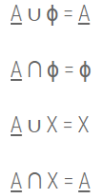 A ∪ ϕ = A
A ∩ ϕ = ϕ
A ∪ X = X
A ∩ X = A